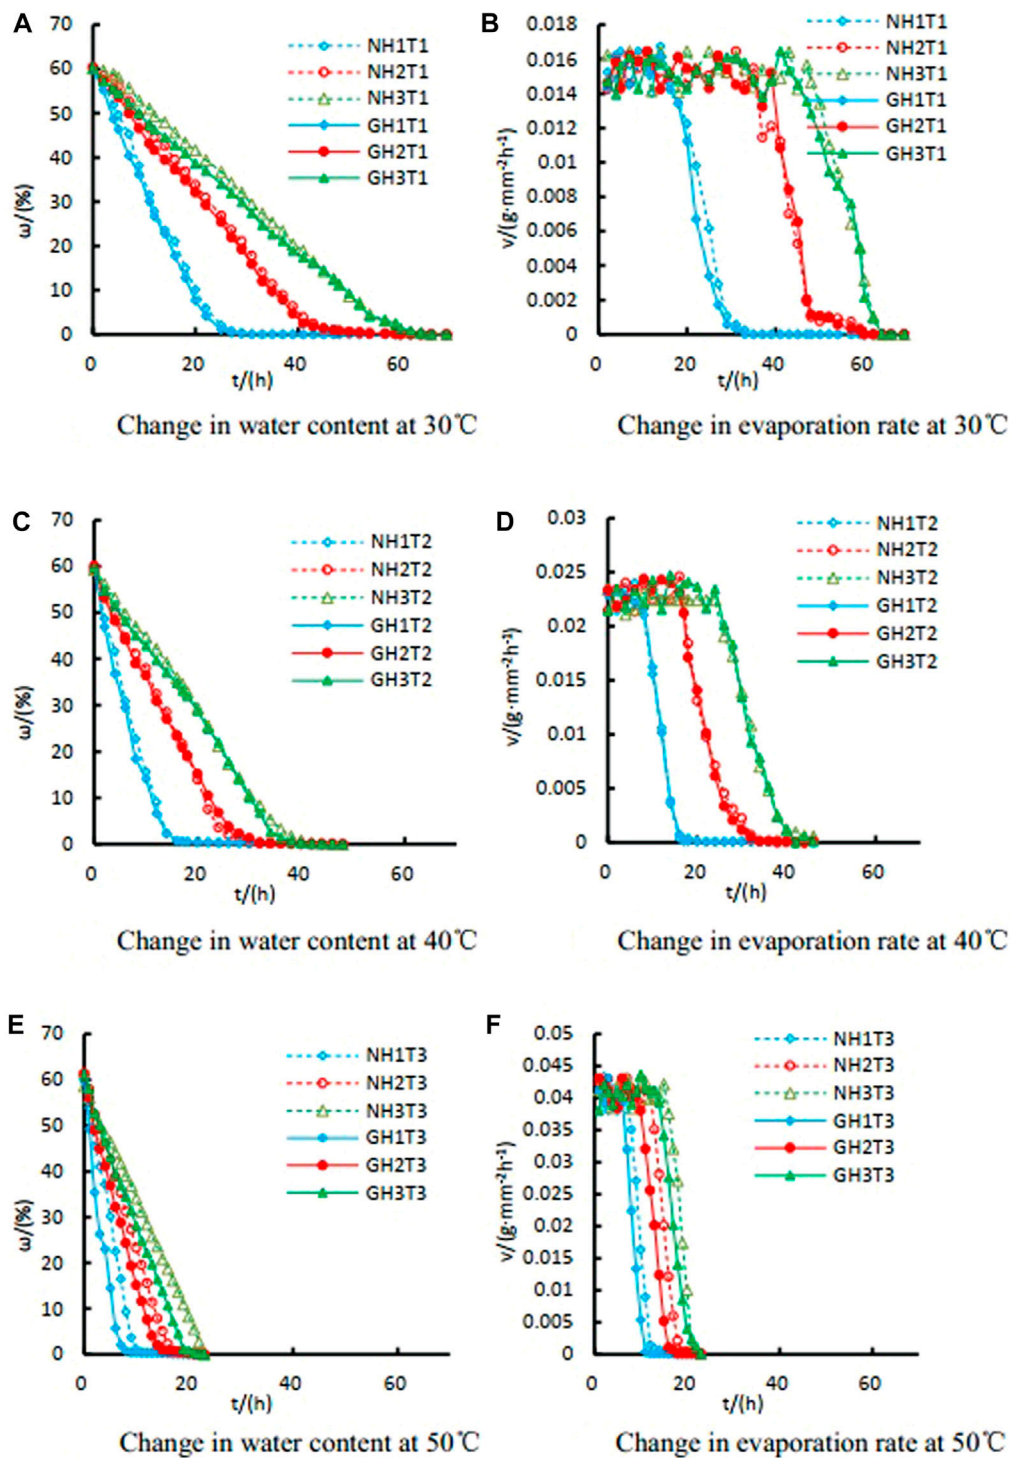 A
70
60
50
40
30
20
10
0
0 20 40 60
ω/(%)
t/(h)
NH1T1
NH2T1
NH3T1
GH1T1
GH2T1
GH3T1
Change in water content at 30℃
B
0.018
0.016
0.014
0.012
0.01
0.008
0.006
0.004
0.002
0
0 20 40 60
v/(g·mm⁻²h⁻¹)
t/(h)
NH1T1
NH2T1
NH3T1
GH1T1
GH2T1
GH3T1
Change in evaporation rate at 30℃
C
70
60
50
40
30
20
10
0
0 20 40 60
ω/(%)
t/(h)
NH1T2
NH2T2
NH3T2
GH1T2
GH2T2
GH3T2
Change in water content at 40℃
D
0.03
0.025
0.02
0.015
0.01
0.005
0
0 20 40 60
v/(g·mm⁻²h⁻¹)
t/(h)
NH1T2
NH2T2
NH3T2
GH1T2
GH2T2
GH3T2
Change in evaporation rate at 40℃
E
70
60
50
40
30
20
10
0
0 20 40 60
ω/(%)
t/(h)
NH1T3
NH2T3
NH3T3
GH1T3
GH2T3
GH3T3
Change in water content at 50℃
F
0.05
0.045
0.04
0.035
0.03
0.025
0.02
0.015
0.01
0.005
0
0 20 40 60
v/(g·mm⁻²h⁻¹)
t/(h)
NH1T3
NH2T3
NH3T3
GH1T3
GH2T3
GH3T3
Change in evaporation rate at 50℃